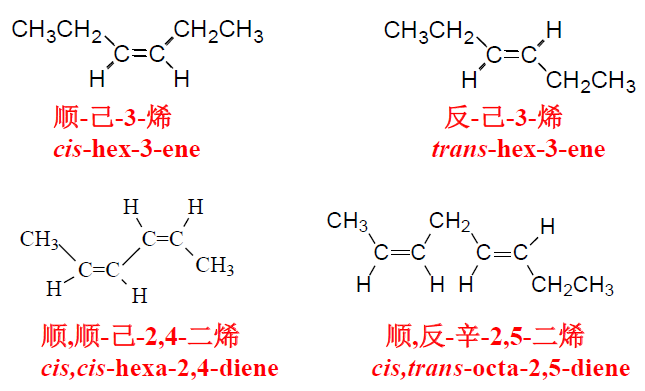 CH3CH2 CH2CH3
C=C
H H
顺-己-3-烯
cis-hex-3-ene
CH3CH2 H
C=C
H CH2CH3
反-己-3-烯
trans-hex-3-ene
H H
CH3 C=C
C=C CH3
H H
顺,顺-己-2,4-二烯
cis,cis-hexa-2,4-diene
CH3 CH2 H
C=C C=C
H H H CH2CH3
顺,反-辛-2,5-二烯
cis,trans-octa-2,5-diene